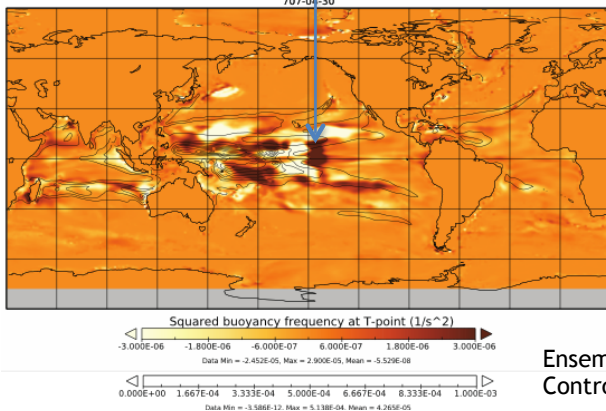 707-04-30
Squared buoyancy frequency at T-point (1/s^2)
-3.000E-06 -1.800E-06 -6.000E-07 6.000E-07 1.800E-06 3.000E-06
Data Min = -2.452E-05, Max = 2.900E-05, Mean = -5.529E-08
Ensem
Contro
0.000E+00 1.667E-04 3.333E-04 5.000E-04 6.667E-04 8.333E-04 1.000E-03
Data Min = -3.586E-12, Max = 5.138E-04, Mean = 4.265E-05